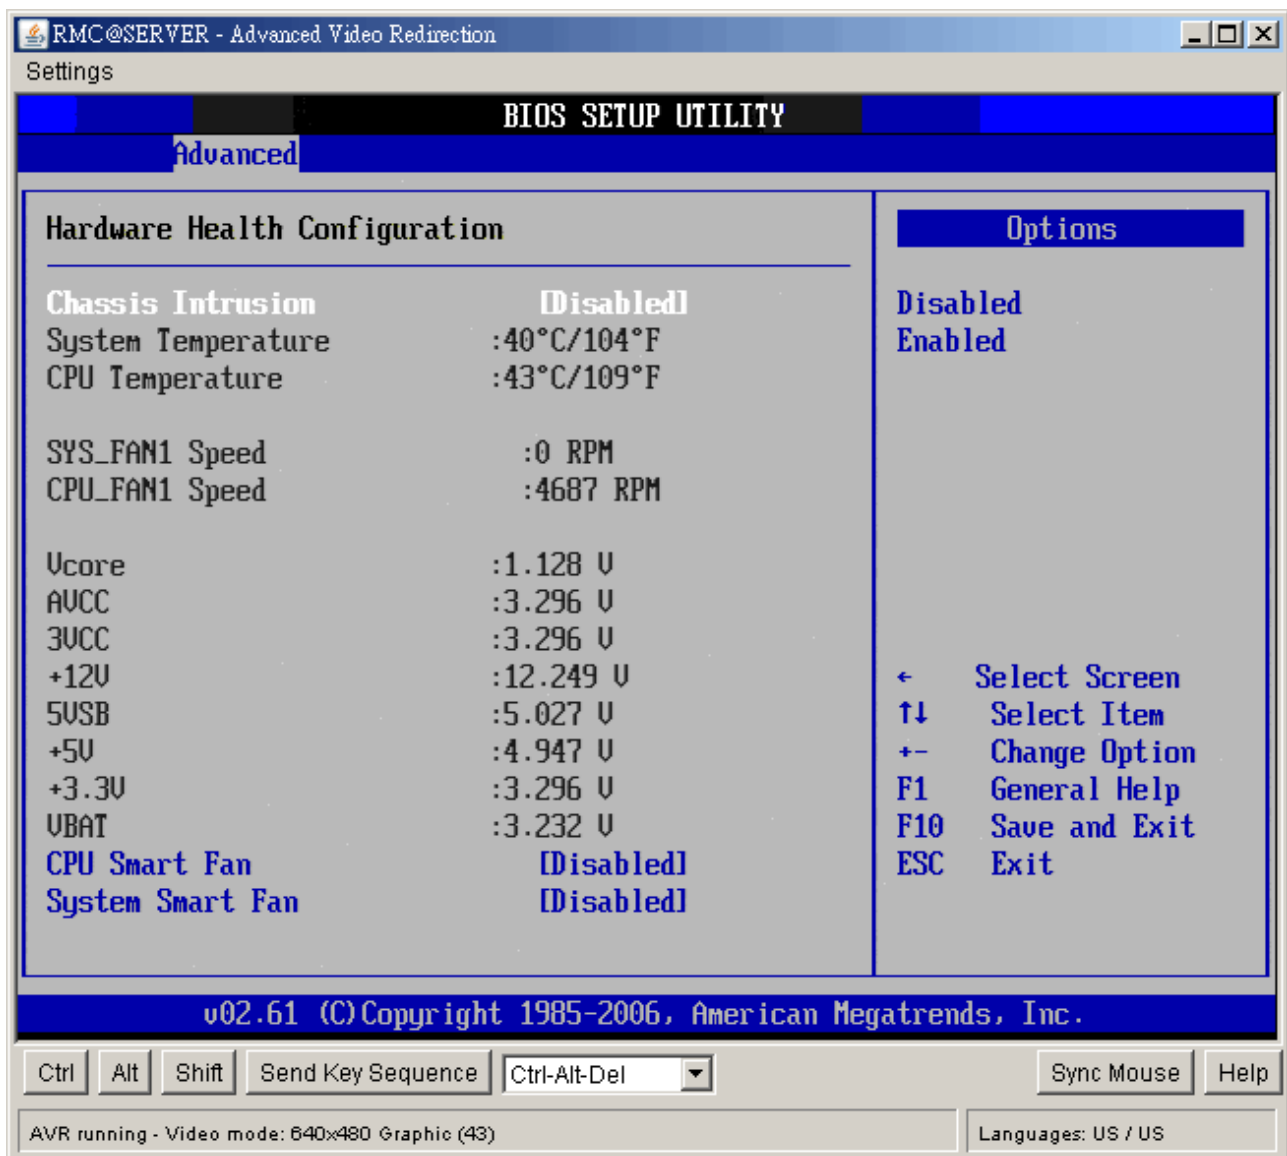 RMC@SERVER - Advanced Video Redirection
Settings
BIOS SETUP UTILITY
Advanced
Hardware Health Configuration
Options
Chassis Intrusion [Disabled]
Disabled
System Temperature :40°C/104°F
Enabled
CPU Temperature :43°C/109°F
SYS_FAN1 Speed :0 RPM
CPU_FAN1 Speed :4687 RPM
Vcore :1.128 V
AVCC :3.296 V
3VCC :3.296 V
+12V :12.249 V
← Select Screen
5VSB :5.027 V
↑↓ Select Item
+5V :4.947 V
+- Change Option
+3.3V :3.296 V
F1 General Help
VBAT :3.232 V
F10 Save and Exit
CPU Smart Fan [Disabled]
ESC Exit
System Smart Fan [Disabled]
v02.61 (C)Copyright 1985-2006, American Megatrends, Inc.
Ctrl Alt Shift Send Key Sequence Ctrl-Alt-Del Sync Mouse Help
AVR running - Video mode: 640x480 Graphic (43) Languages: US / US